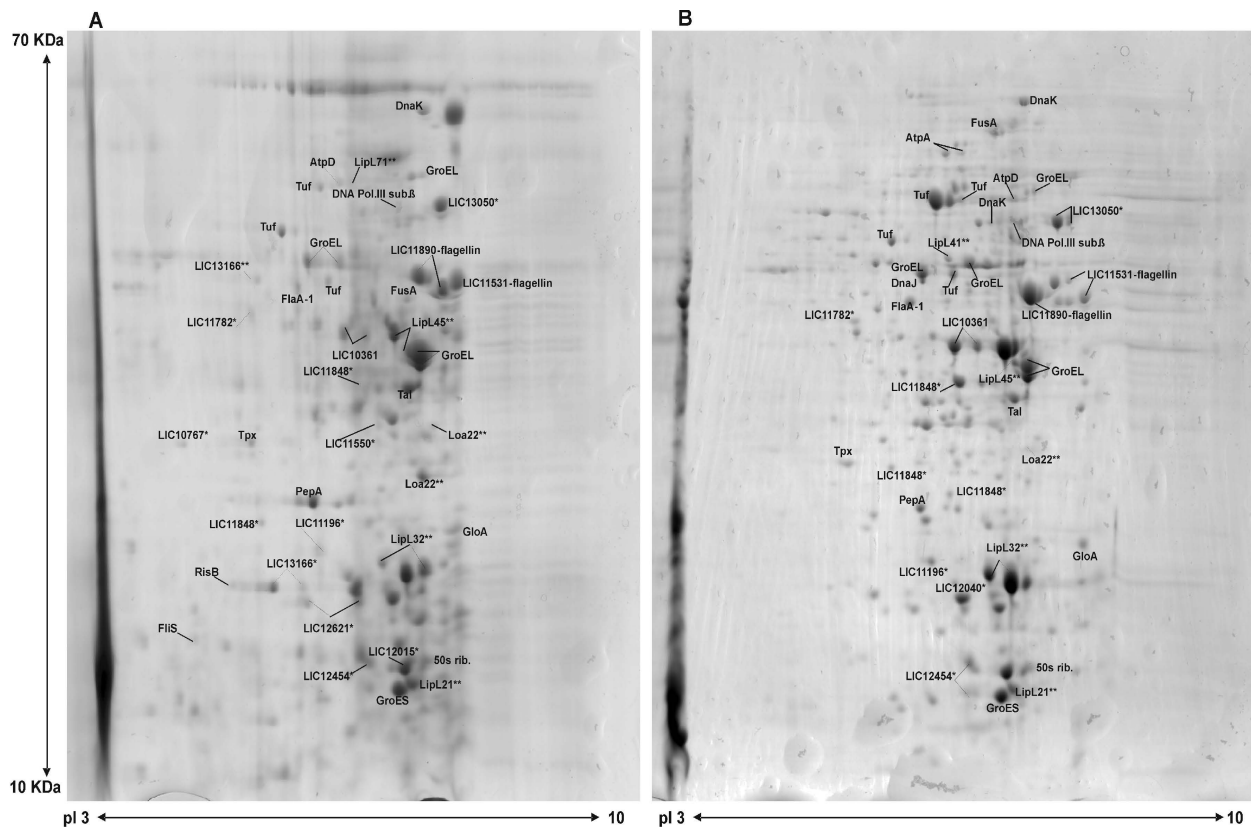 A
B
70 KDa
DnaK
AtpD
LipL71**
GroEL
Tuf
DNA Pol.III sub.ß
LIC13050*
Tuf
GroEL
LIC11890-flagellin
LIC13166**
FlaA-1
Tuf
FusA
LIC11531-flagellin
LIC11782*
LipL45**
LIC10361
GroEL
LIC11848*
Tal
LIC10767*
Tpx
LIC11550*
Loa22**
Loa22**
PepA
LIC11848*
LIC11196*
GloA
LipL32**
LIC13166*
RisB
LIC12621*
FliS
LIC12015*
50s rib.
LIC12454*
LipL21**
GroES
DnaK
FusA
AtpA
AtpD
GroEL
Tuf
Tuf
DnaK
LIC13050*
Tuf
LipL41**
DNA Pol.III sub.ß
GroEL
DnaJ
Tuf
GroEL
LIC11531-flagellin
FlaA-1
LIC11782*
LIC11890-flagellin
LIC10361
LIC11848*
LipL45**
GroEL
Tal
Tpx
Loa22**
LIC11848*
LIC11848*
PepA
LipL32**
GloA
LIC11196*
LIC12040*
LIC12454*
50s rib.
LipL21**
GroES
10 KDa
pI 3
10
pI 3
10